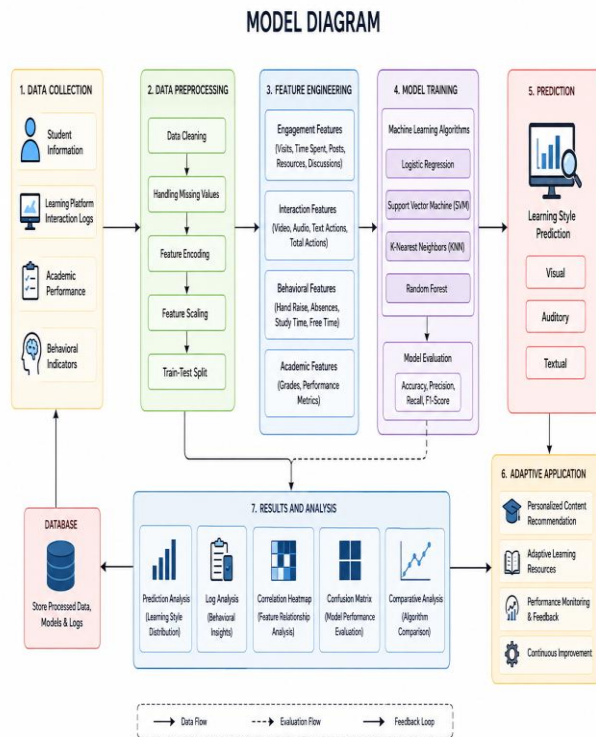 MODEL DIAGRAM
1. DATA COLLECTION
Student
Information
Learning Platform
Interaction Logs
Academic
Performance
Behavioral
Indicators
2. DATA PREPROCESSING
Data Cleaning
Handling Missing Values
Feature Encoding
Feature Scaling
Train-Test Split
3. FEATURE ENGINEERING
Engagement Features
(Visits, Time Spent, Posts,
Resources, Discussions)
Interaction Features
(Video, Audio, Text Actions,
Total Actions)
Behavioral Features
(Hand Raise, Absences,
Study Time, Free Time)
Academic Features
(Grades, Performance
Metrics)
4. MODEL TRAINING
Machine Learning Algorithms
Logistic Regression
Support Vector Machine (SVM)
K-Nearest Neighbors (KNN)
Random Forest
Model Evaluation
Accuracy, Precision,
Recall, F1-Score
5. PREDICTION
Learning Style
Prediction
Visual
Auditory
Textual
6. ADAPTIVE APPLICATION
Personalized Content
Recommendation
Adaptive Learning
Resources
Performance Monitoring
& Feedback
Continuous Improvement
7. RESULTS AND ANALYSIS
Prediction Analysis
(Learning Style
Distribution)
Log Analysis
(Behavioral
Insights)
Correlation Heatmap
(Feature Relationship
Analysis)
Confusion Matrix
(Model Performance
Evaluation)
Comparative Analysis
(Algorithm
Comparison)
DATABASE
Store Processed Data,
Models & Logs
Data Flow
Evaluation Flow
Feedback Loop